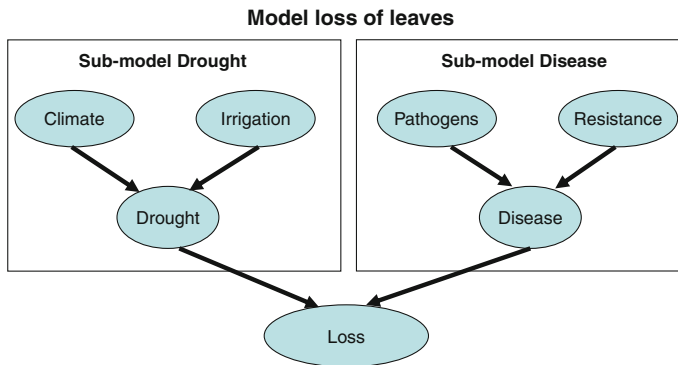 Model loss of leaves
Sub-model Drought
Sub-model Disease
Climate
Irrigation
Pathogens
Resistance
Drought
Disease
Loss